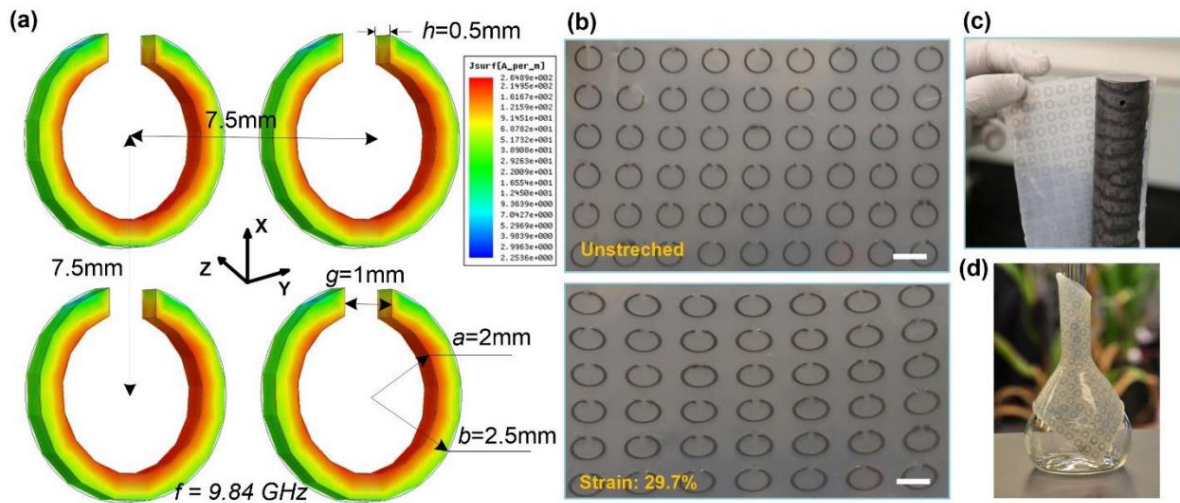 (a)
h=0.5mm
Jsurf[A_per_m]
2.1495e+002
1.6167e+002
1.2159e+002
9.1451e+001
6.8782e+001
5.1732e+001
3.8908e+001
2.9263e+001
2.2009e+001
1.6554e+001
1.2450e+001
9.3639e+000
7.0427e+000
5.2969e+000
3.9839e+000
2.9963e+000
2.2536e+000
7.5mm
X
Z
Y
7.5mm
g=1mm
a=2mm
b=2.5mm
f = 9.84 GHz
(b)
Unstreched
Strain: 29.7%
(c)
(d)